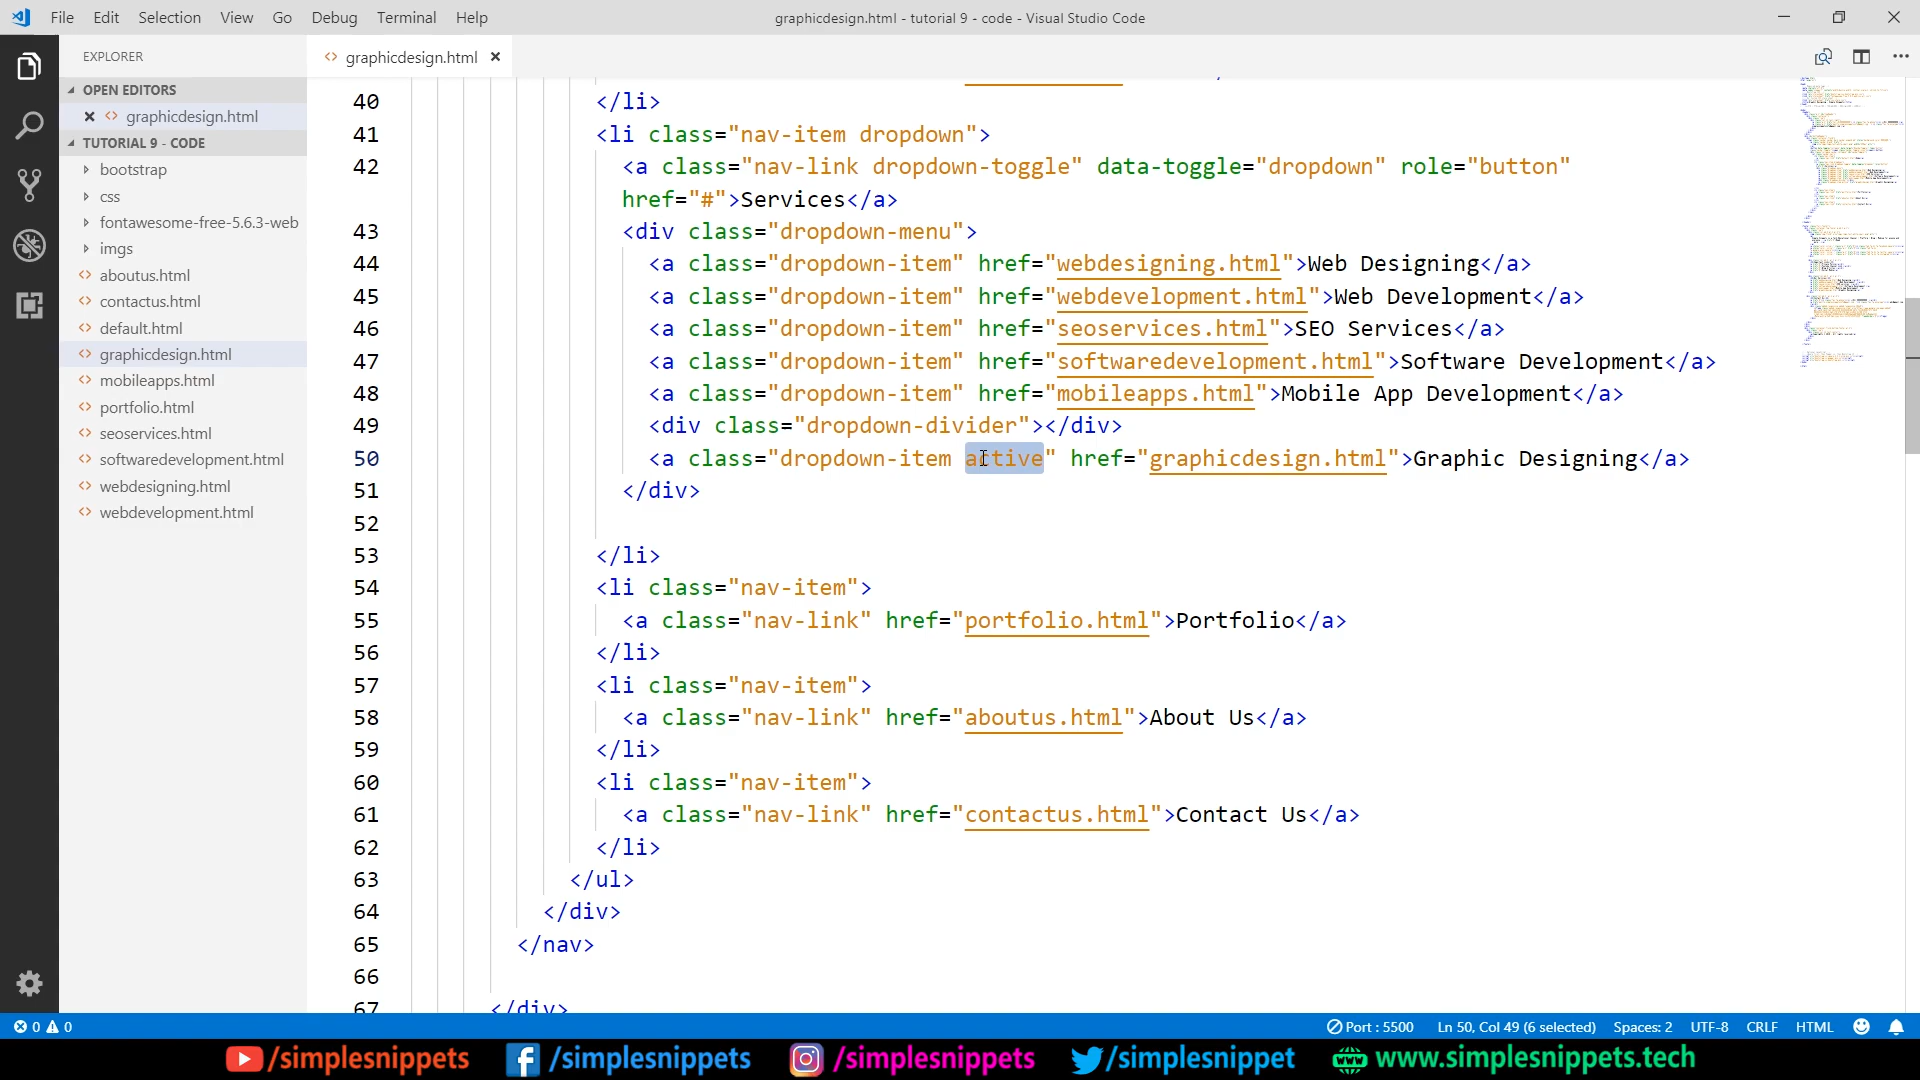 File Edit Selection View Go Debug Terminal Help
graphicdesign.html - tutorial 9 - code - Visual Studio Code
EXPLORER
graphicdesign.html
OPEN EDITORS
graphicdesign.html
TUTORIAL 9 - CODE
bootstrap
css
fontawesome-free-5.6.3-web
imgs
aboutus.html
contactus.html
default.html
graphicdesign.html
mobileapps.html
portfolio.html
seoservices.html
softwaredevelopment.html
webdesigning.html
webdevelopment.html
40 </li>
41 <li class="nav-item dropdown">
42 <a class="nav-link dropdown-toggle" data-toggle="dropdown" role="button"
href="#">Services</a>
43 <div class="dropdown-menu">
44 <a class="dropdown-item" href="webdesigning.html">Web Designing</a>
45 <a class="dropdown-item" href="webdevelopment.html">Web Development</a>
46 <a class="dropdown-item" href="seoservices.html">SEO Services</a>
47 <a class="dropdown-item" href="softwaredevelopment.html">Software Development</a>
48 <a class="dropdown-item" href="mobileapps.html">Mobile App Development</a>
49 <div class="dropdown-divider"></div>
50 <a class="dropdown-item active" href="graphicdesign.html">Graphic Designing</a>
51 </div>
52
53 </li>
54 <li class="nav-item">
55 <a class="nav-link" href="portfolio.html">Portfolio</a>
56 </li>
57 <li class="nav-item">
58 <a class="nav-link" href="aboutus.html">About Us</a>
59 </li>
60 <li class="nav-item">
61 <a class="nav-link" href="contactus.html">Contact Us</a>
62 </li>
63 </ul>
64 </div>
65 </nav>
66
67 </div>
0 0 Port : 5500 Ln 50, Col 49 (6 selected) Spaces: 2 UTF-8 CRLF HTML
/simplesnippets /simplesnippets /simplesnippets /simplesnippets www.simplesnippets.tech